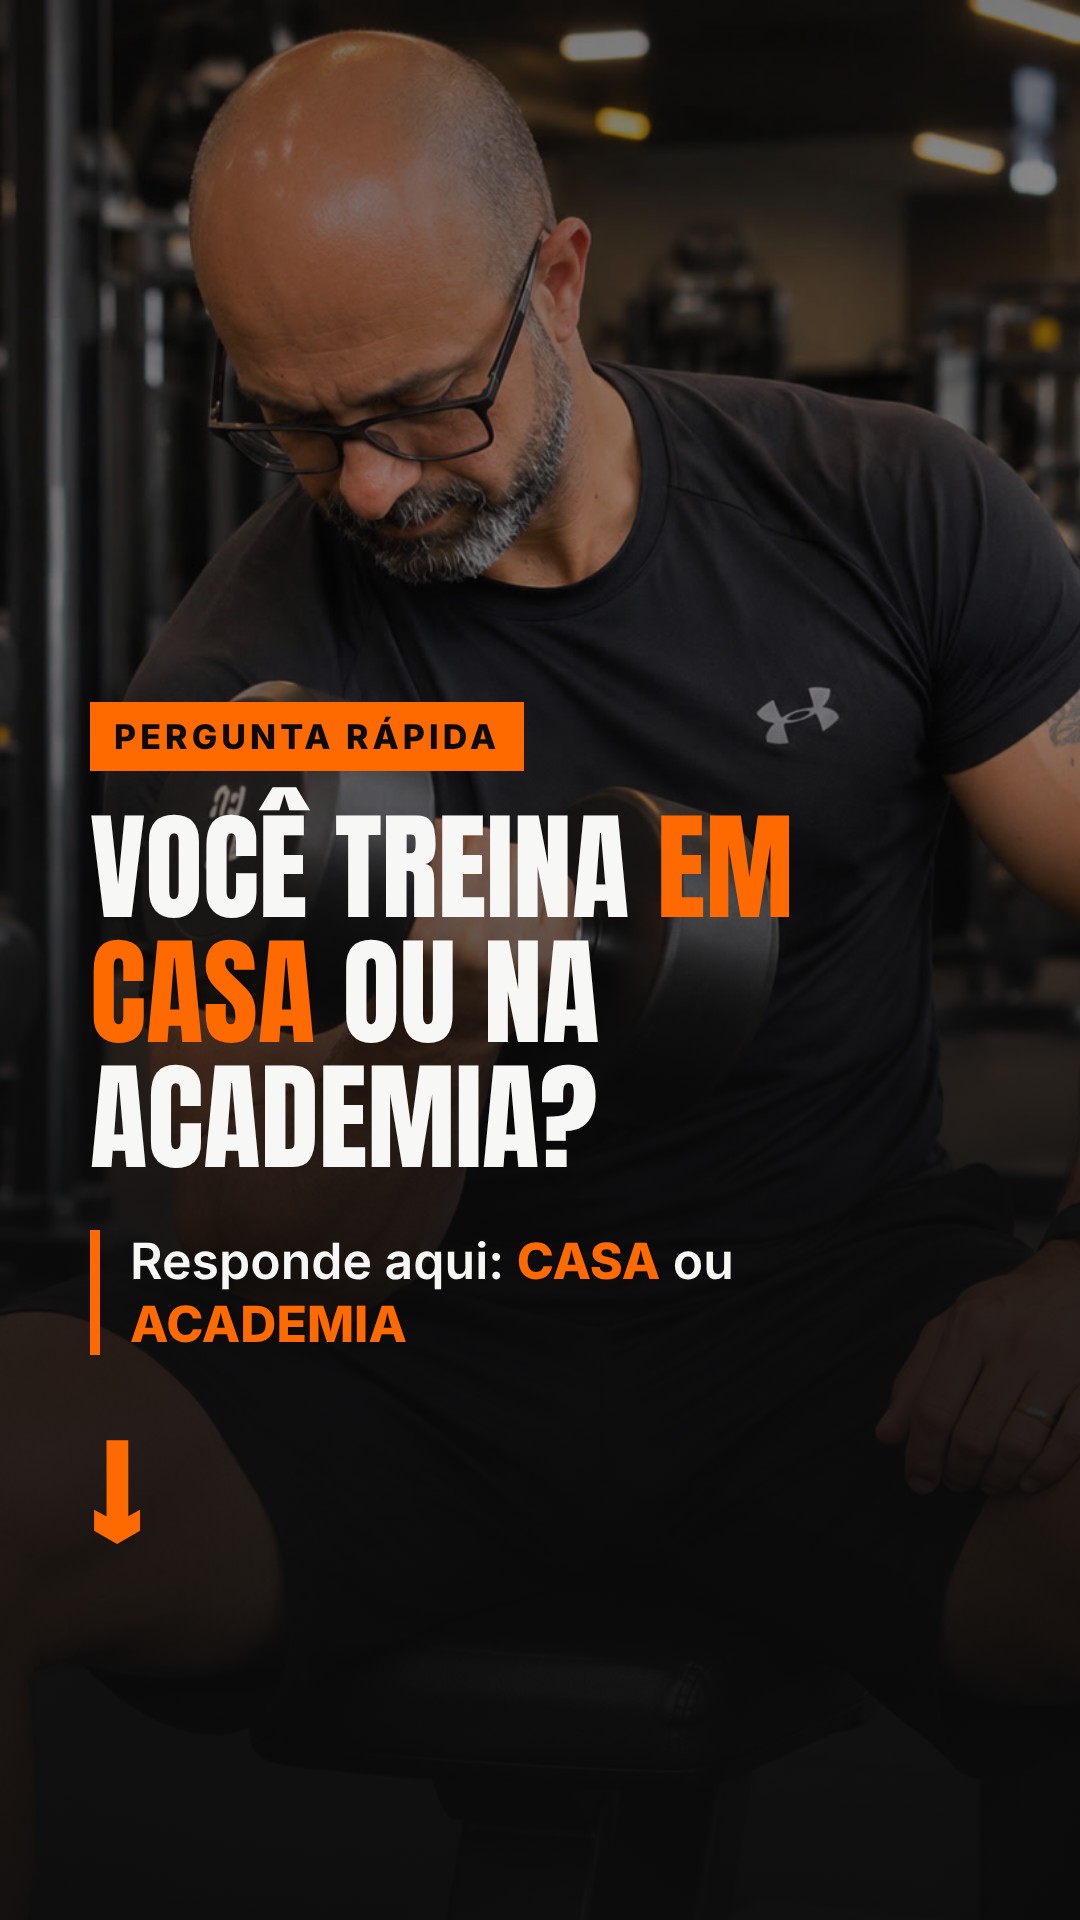 PERGUNTA RÁPIDA
VOCÊ TREINA EM
CASA OU NA
ACADEMIA?
Responde aqui: CASA ou
ACADEMIA